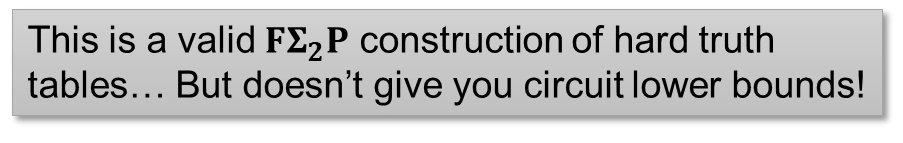 This is a valid 𝐅𝚺₂𝐏 construction of hard truth
tables… But doesn’t give you circuit lower bounds!